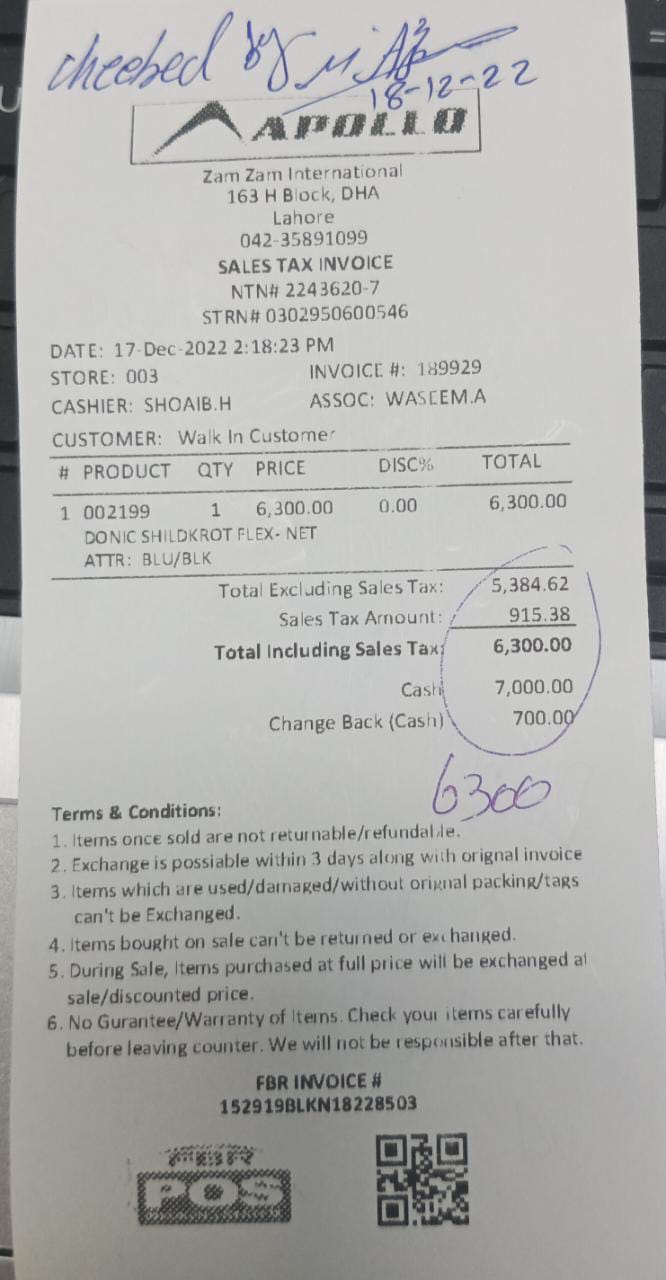 cheebed by
18-12-22
APOLLO
Zam Zam International
163 H Block, DHA
Lahore
042-35891099
SALES TAX INVOICE
NTN# 2243620-7
STRN# 0302950600546
DATE: 17-Dec-2022 2:18:23 PM
STORE: 003 INVOICE #: 189929
CASHIER: SHOAIB.H ASSOC: WASEEM.A
CUSTOMER: Walk In Customer
# PRODUCT QTY PRICE DISC% TOTAL
1 002199 1 6,300.00 0.00 6,300.00
DONIC SHILDKROT FLEX- NET
ATTR: BLU/BLK
Total Excluding Sales Tax: 5,384.62
Sales Tax Amount: 915.38
Total Including Sales Tax: 6,300.00
Cash 7,000.00
Change Back (Cash) 700.00
6300
Terms & Conditions:
1. Items once sold are not returnable/refundable.
2. Exchange is possiable within 3 days along with orignal invoice
3. Items which are used/damaged/without orignal packing/tags
can't be Exchanged.
4. Items bought on sale can't be returned or exchanged.
5. During Sale, Items purchased at full price will be exchanged at
sale/discounted price.
6. No Gurantee/Warranty of Items. Check your items carefully
before leaving counter. We will not be responsible after that.
FBR INVOICE #
152919BLKN18228503
FBR
POS